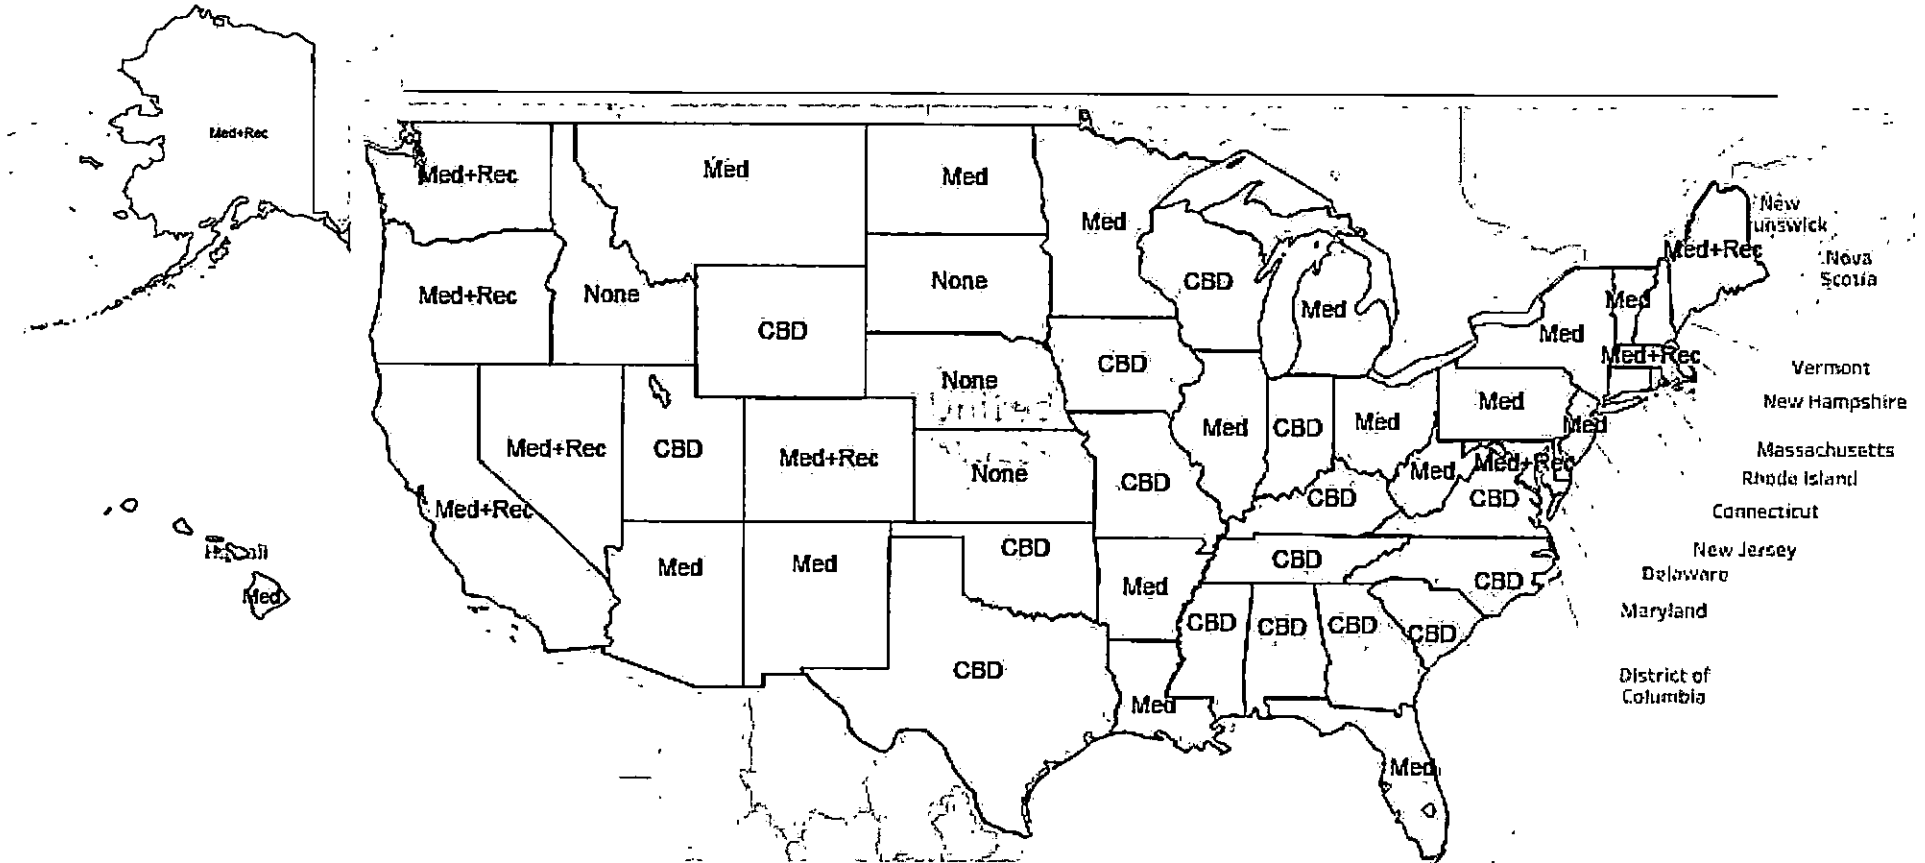 Med+Rec
Med+Rec
Med
Med
Med
New
unswick
Med+Rec
Nova
Scotia
Med+Rec
None
None
CBD
Med
Med
CBD
Med
Med+Rec
CBD
None
Med
Vermont
New Hampshire
Med+Rec
CBD
Med+Rec
None
CBD
Med
CBD
Med
Med
Med
Med+Rec
CBD
CBD
Massachusetts
Rhode Island
Med+Rec
Connecticut
Med
Med
CBD
Med
CBD
CBD
New Jersey
Delaware
Med
CBD
CBD
CBD
CBD
Maryland
CBD
Med
District of
Columbia
Med